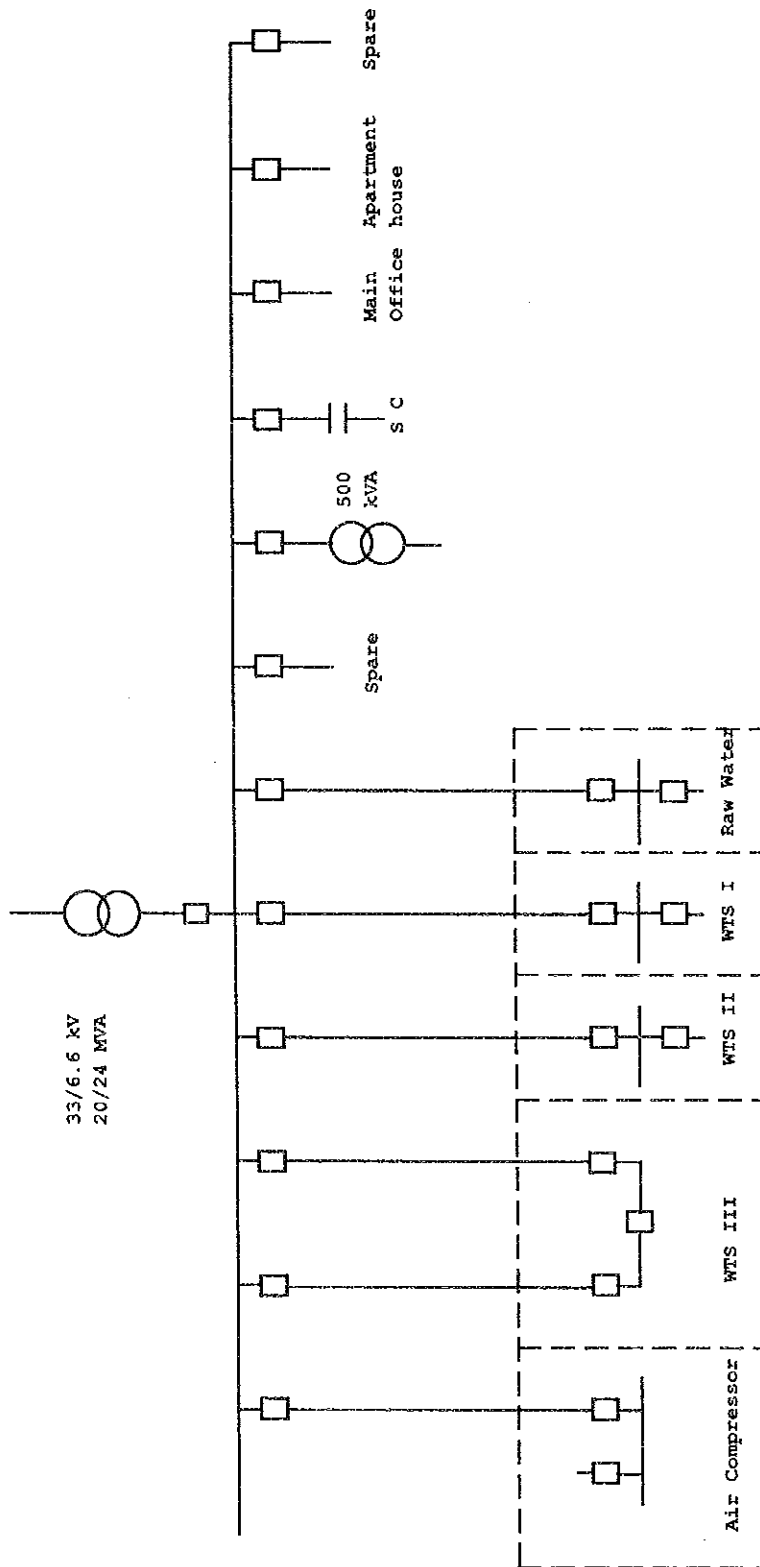 33/6.6 kV
20/24 MVA
Air Compressor
WTS III
WTS II
WTS I
Raw Water
Spare
500
kVA
S C
Main
Office
Apartment
house
Spare